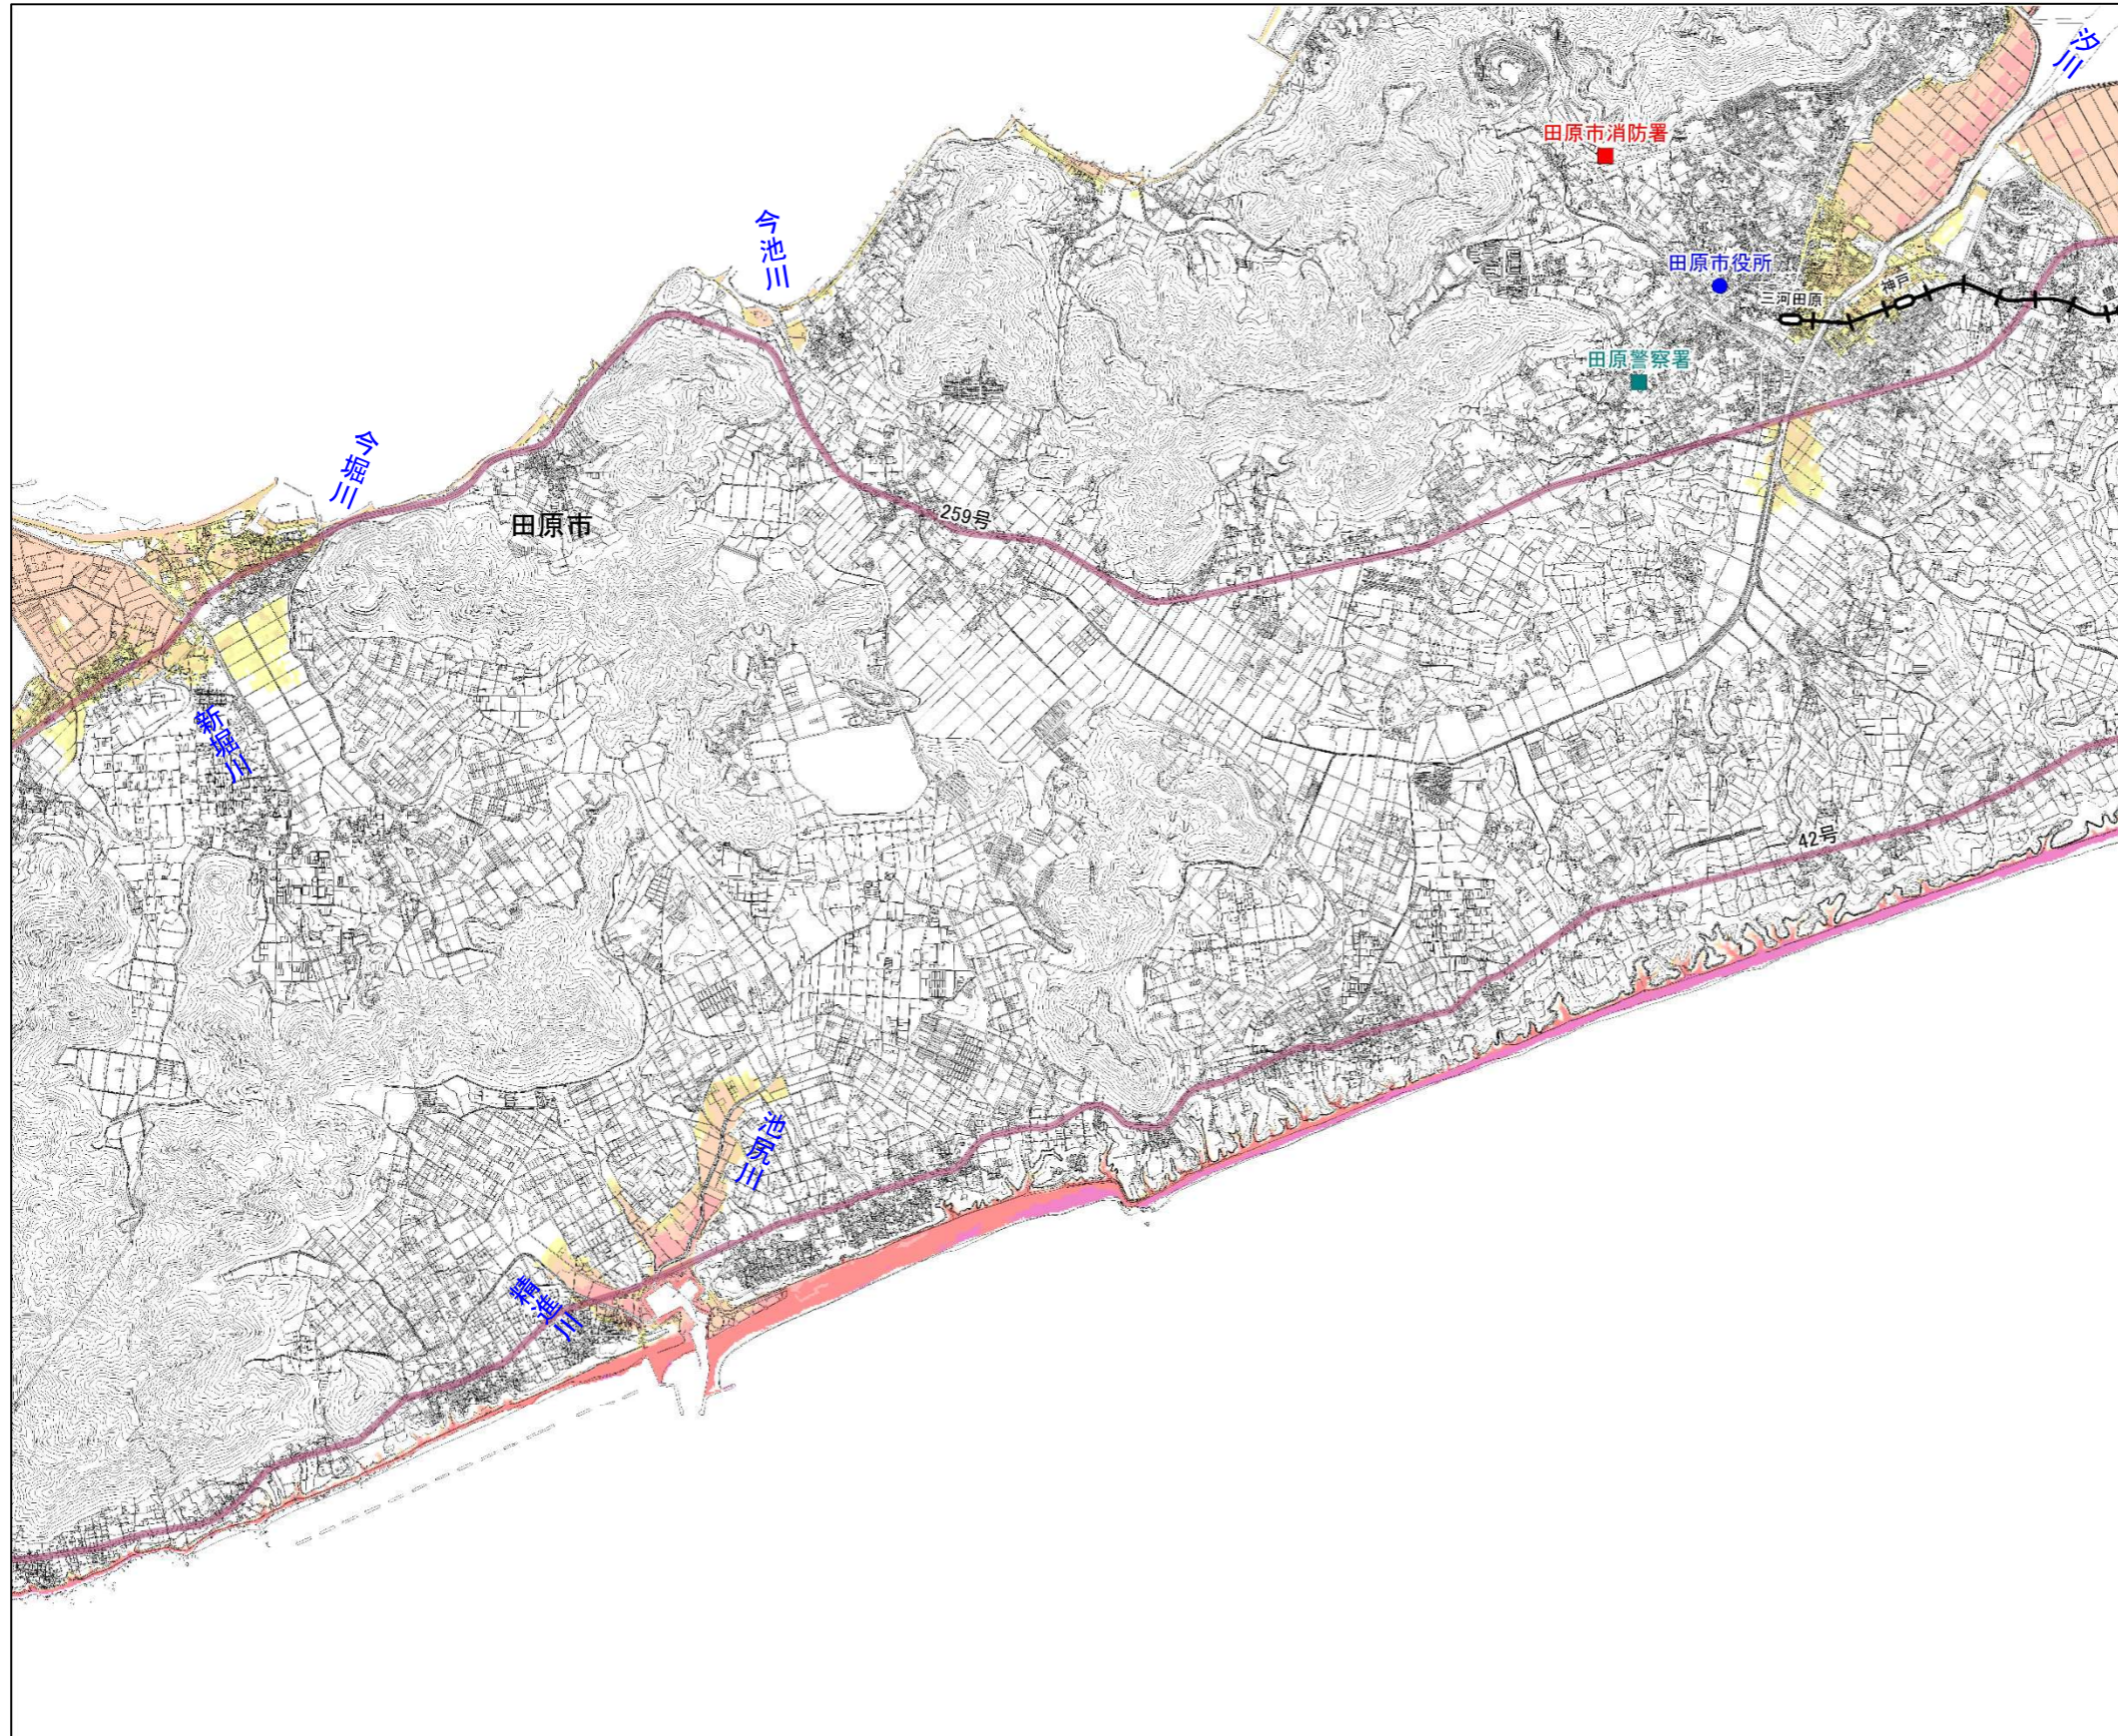 汐川
田原市消防署
今池川
田原市役所
神戸
三河田原
豊
田原警察署
今堀川
259号
田原市
新堀川
42号
池尻川
精進川